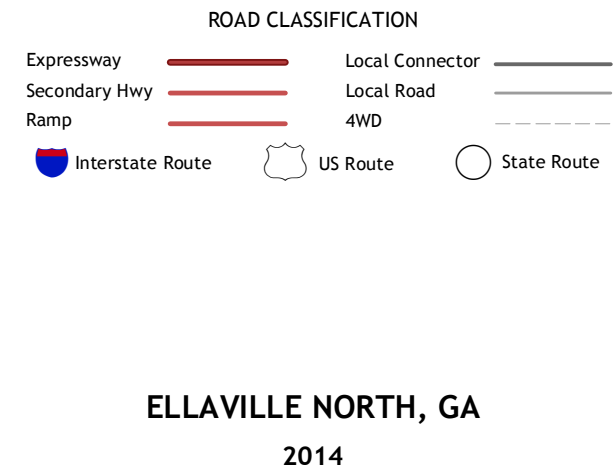 ROAD CLASSIFICATION
Expressway
Local Connector
Secondary Hwy
Local Road
Ramp
4WD
Interstate Route
US Route
State Route
ELLAVILLE NORTH, GA
2014